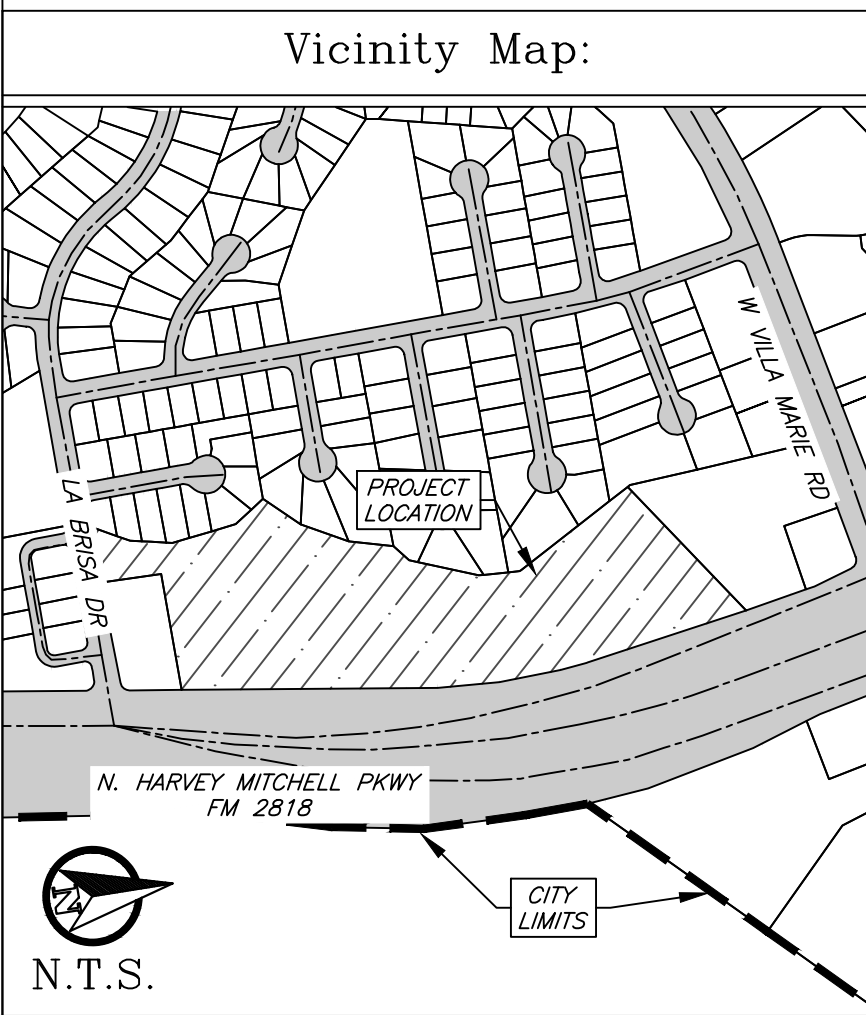 Vicinity Map:
W VILLA MARIE RD
PROJECT
LOCATION
LA BRISA DR
N. HARVEY MITCHELL PKWY
FM 2818
CITY
LIMITS
N
N.T.S.